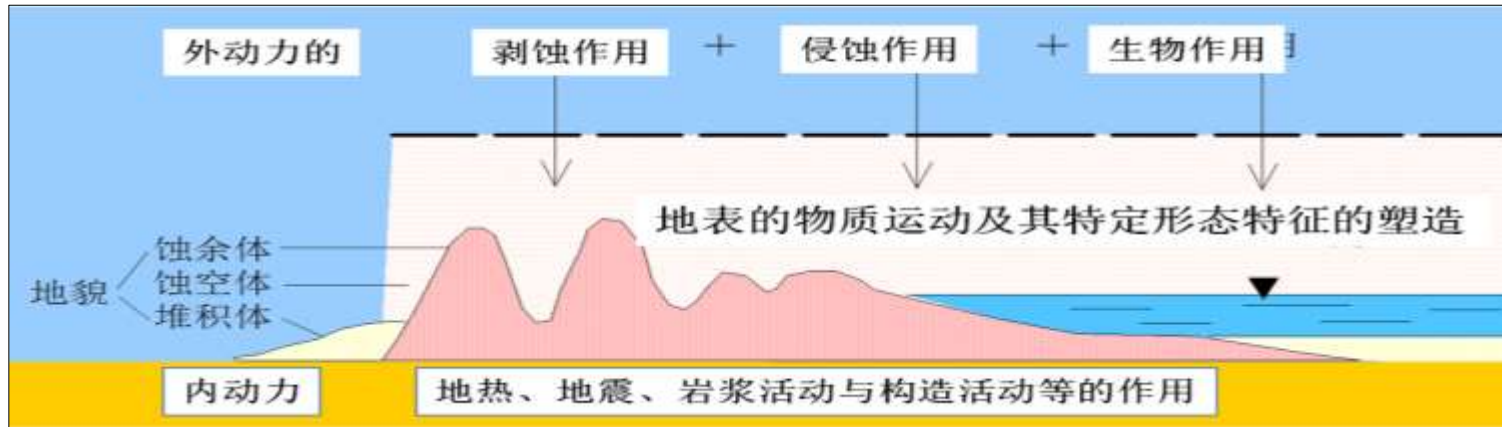 外动力的 剥蚀作用 + 侵蚀作用 + 生物作用
地表的物质运动及其特定形态特征的塑造
蚀余体
地貌 蚀空体
堆积体
内动力 地热、地震、岩浆活动与构造活动等的作用